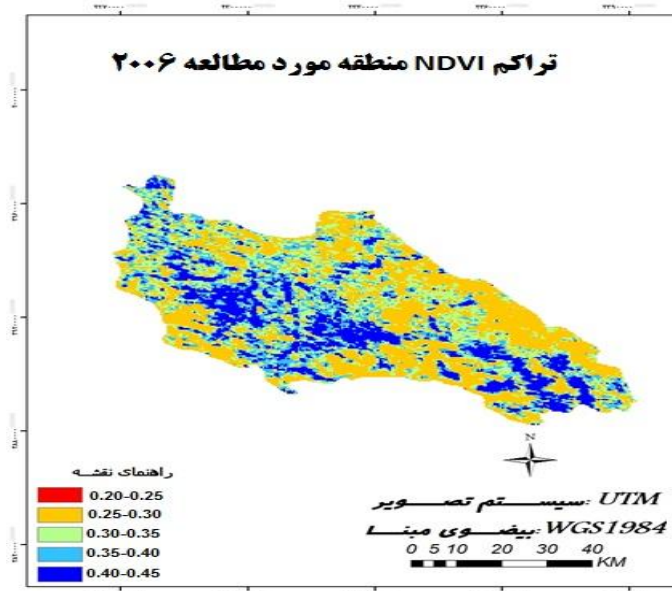 تراکم NDVI منطقه مورد مطالعه ۲۰۰۶
راهنمای نقشه
0.20-0.25
0.25-0.30
0.30-0.35
0.35-0.40
0.40-0.45
N
سیستم تصویر: UTM
بیضوی مبنا: WGS1984
0 5 10 20 30 40
KM